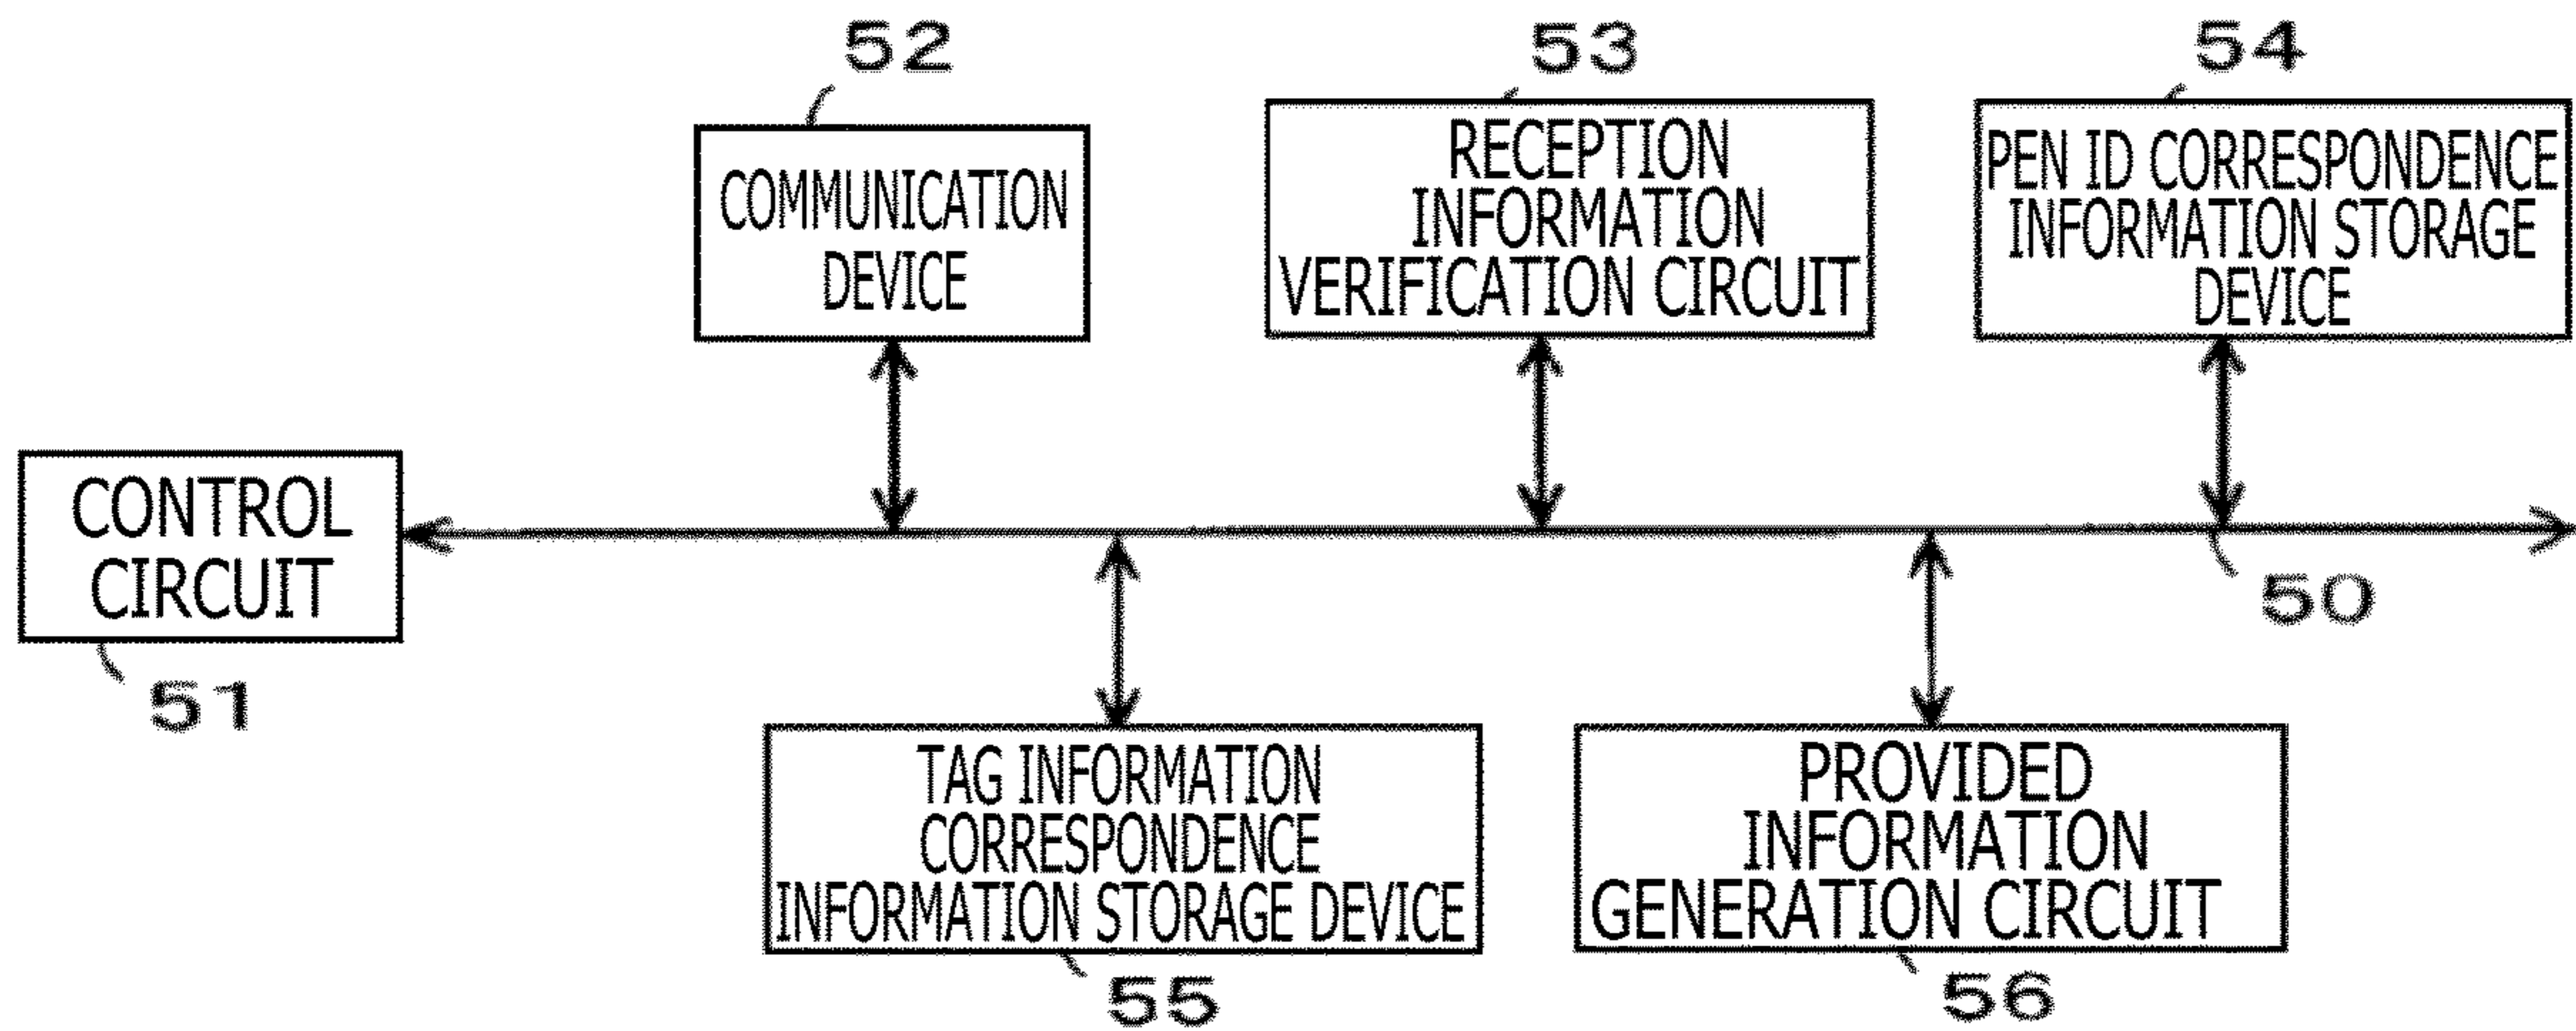 52
53
54
COMMUNICATION
DEVICE
RECEPTION
INFORMATION
VERIFICATION CIRCUIT
PEN ID CORRESPONDENCE
INFORMATION STORAGE
DEVICE
CONTROL
CIRCUIT
51
50
TAG INFORMATION
CORRESPONDENCE
INFORMATION STORAGE DEVICE
PROVIDED
INFORMATION
GENERATION CIRCUIT
55
56